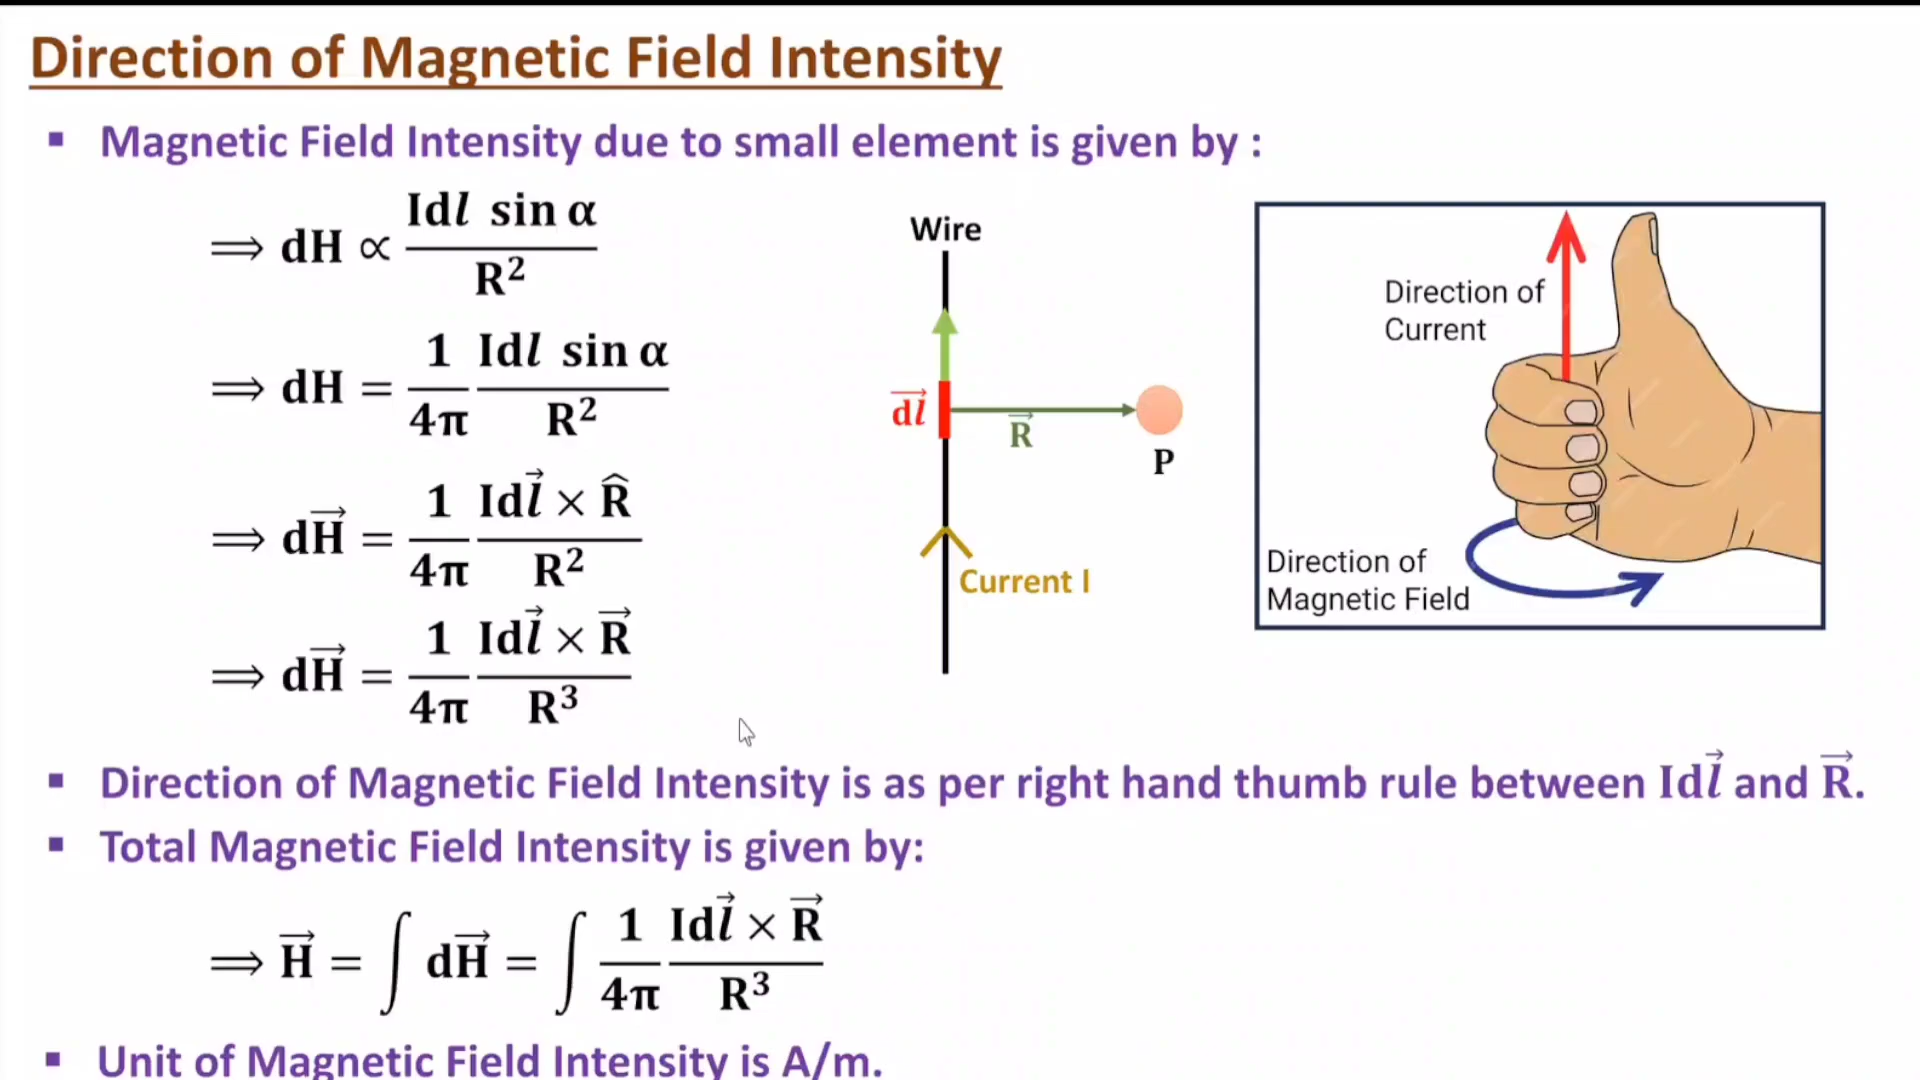 Direction of Magnetic Field Intensity
▪ Magnetic Field Intensity due to small element is given by :
⟹ dH ∝ Idl sin α / R²
⟹ dH = 1/4π Idl sin α / R²
⟹ dH⃗ = 1/4π Idl⃗ × R̂ / R²
⟹ dH⃗ = 1/4π Idl⃗ × R⃗ / R³
Wire
dl⃗
R⃗
P
Current I
Direction of
Current
Direction of
Magnetic Field
▪ Direction of Magnetic Field Intensity is as per right hand thumb rule between Idl⃗ and R⃗.
▪ Total Magnetic Field Intensity is given by:
⟹ H⃗ = ∫ dH⃗ = ∫ 1/4π Idl⃗ × R⃗ / R³
▪ Unit of Magnetic Field Intensity is A/m.